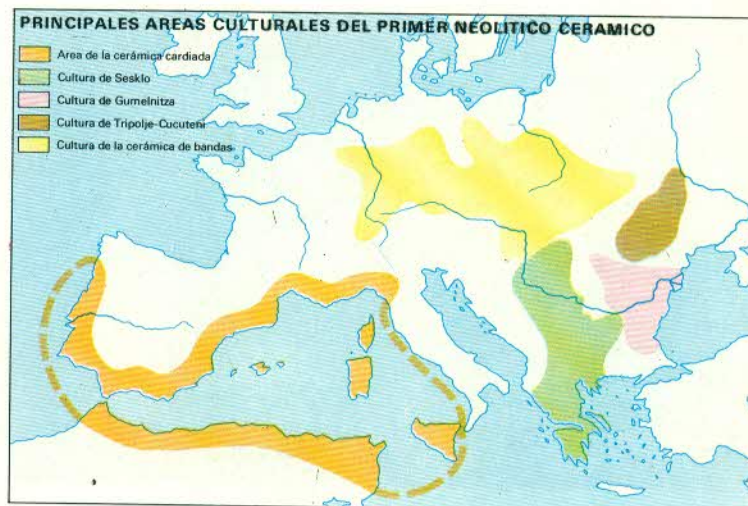 PRINCIPALES AREAS CULTURALES DEL PRIMER NEOLITICO CERAMICO
Area de la cerámica cardiada
Cultura de Sesklo
Cultura de Gumelnitza
Cultura de Tripolje-Cucuteni
Cultura de la cerámica de bandas